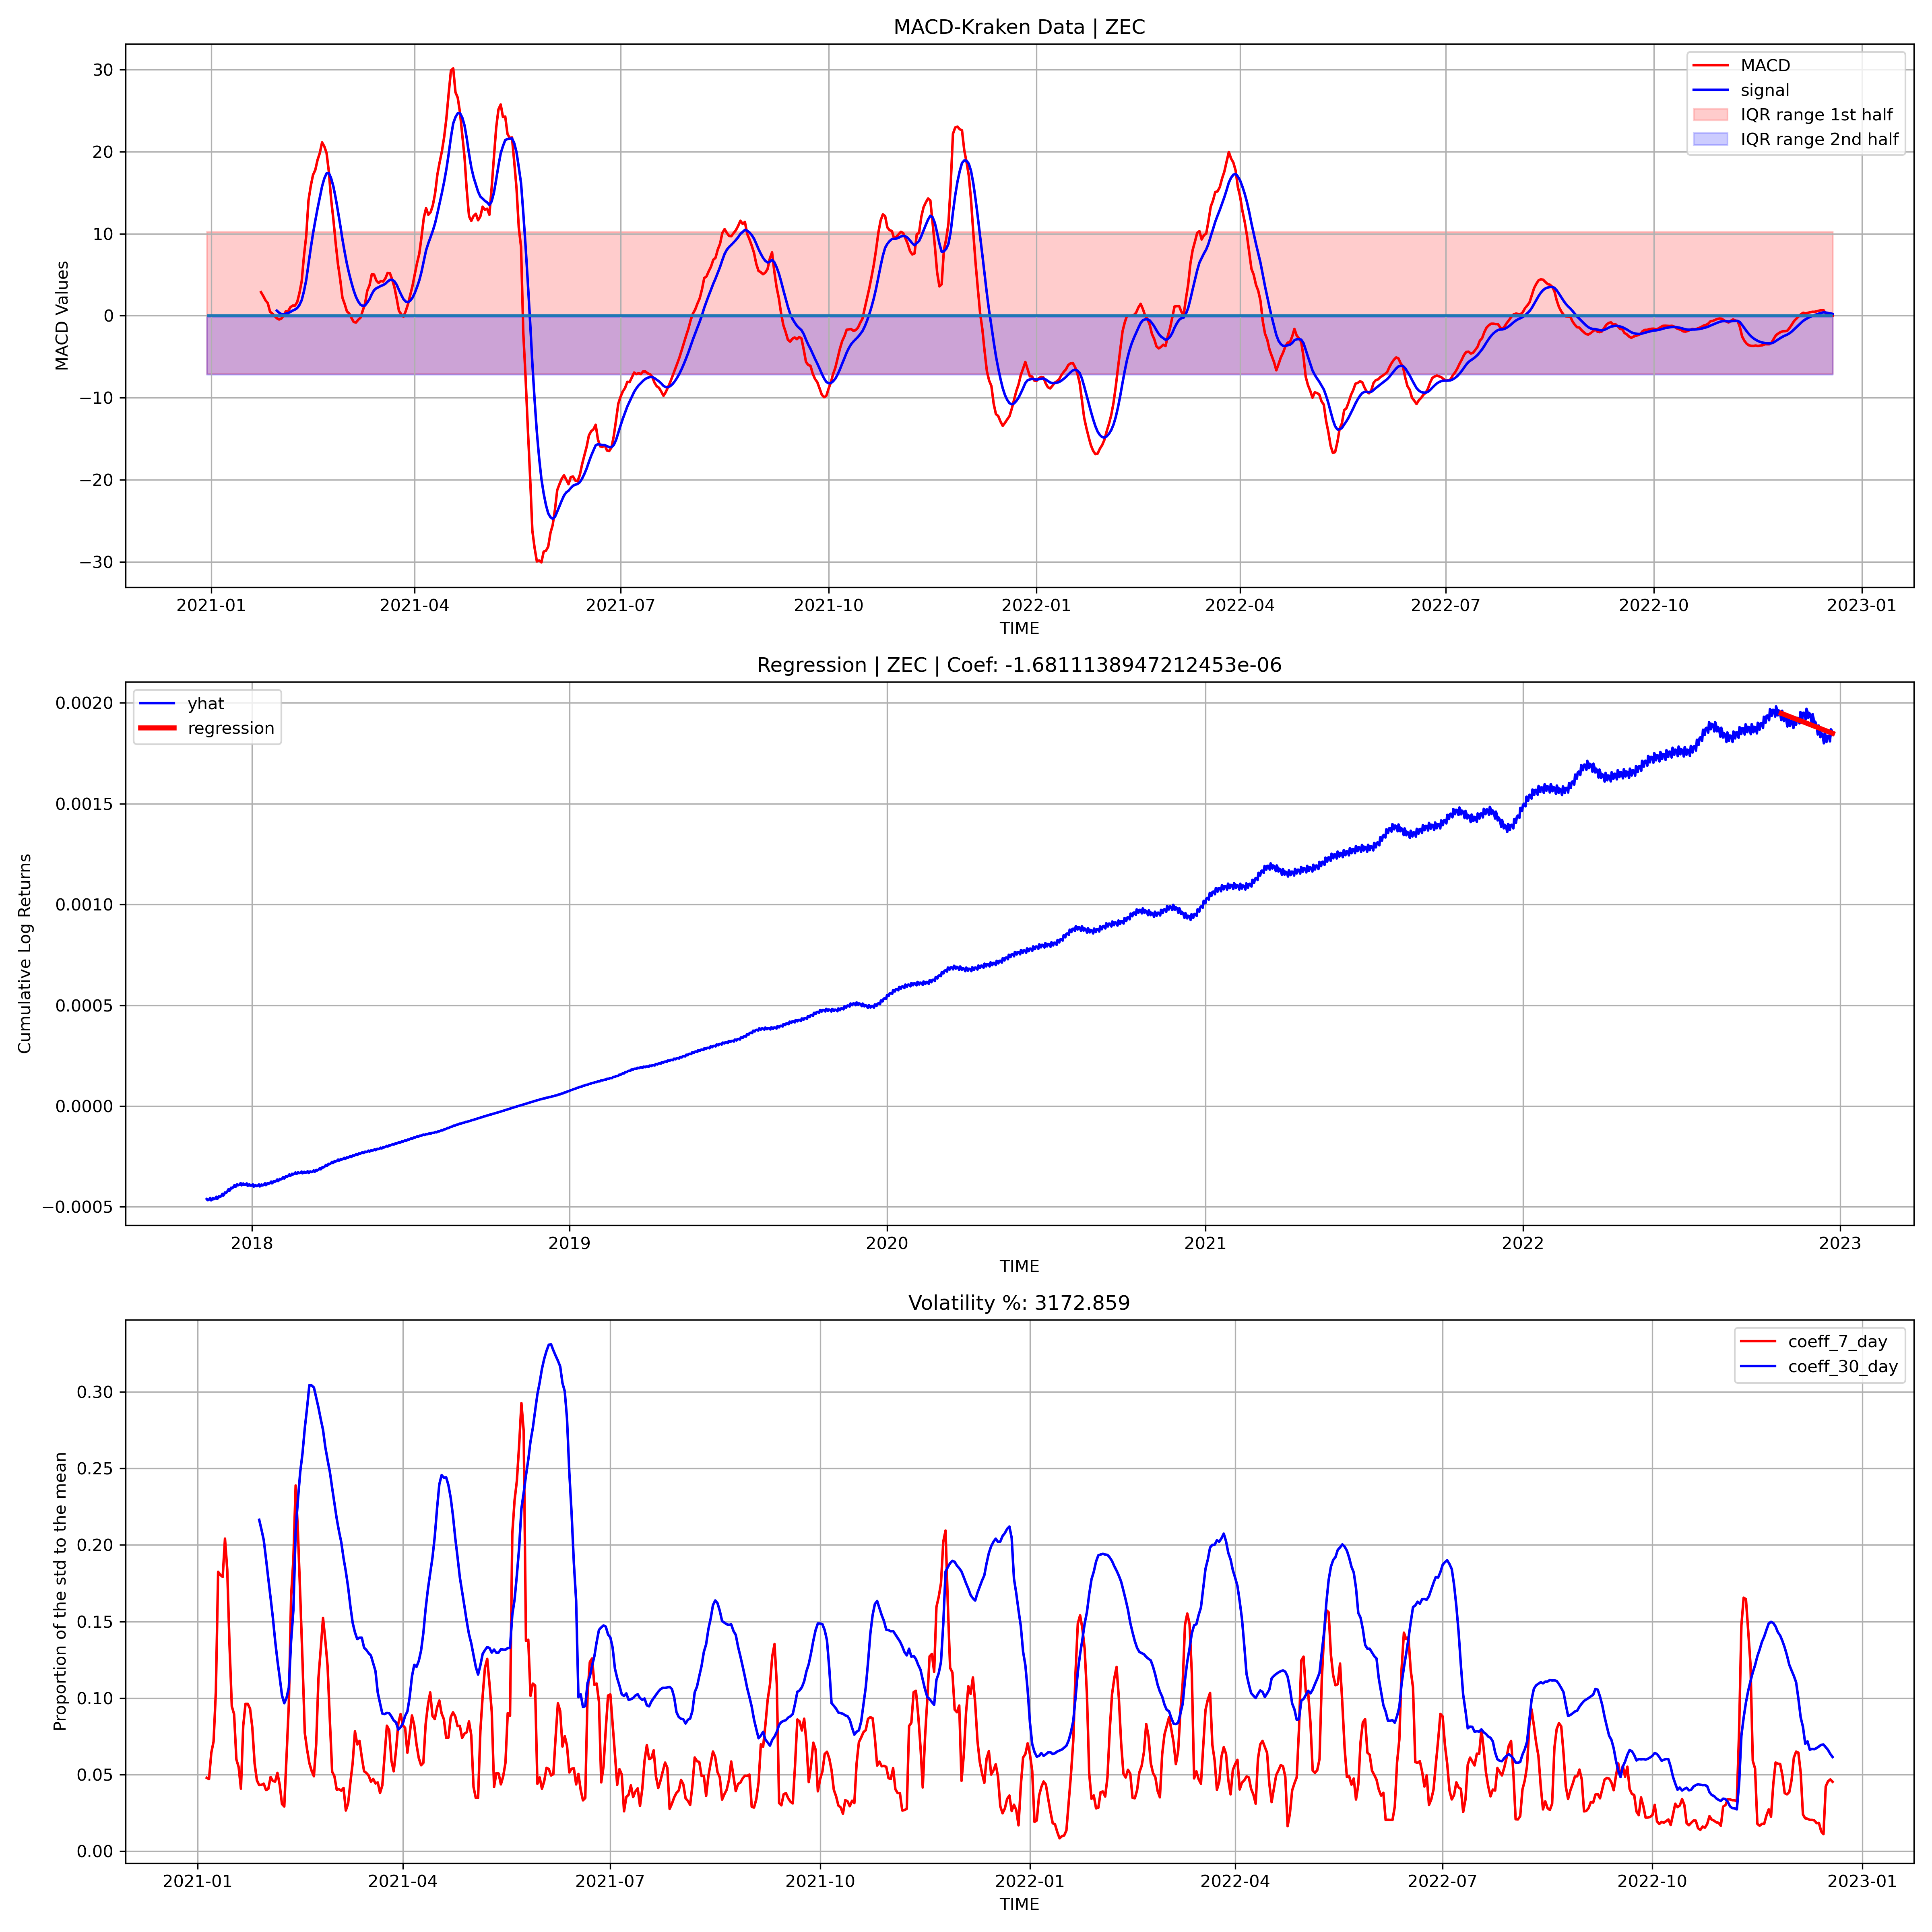 MACD-Kraken Data | ZEC
MACD Values
30
20
10
0
−10
−20
−30
MACD
signal
IQR range 1st half
IQR range 2nd half
2021-01 2021-04 2021-07 2021-10 2022-01 2022-04 2022-07 2022-10 2023-01
TIME
Regression | ZEC | Coef: -1.6811138947212453e-06
Cumulative Log Returns
0.0020
0.0015
0.0010
0.0005
0.0000
−0.0005
yhat
regression
2018 2019 2020 2021 2022 2023
TIME
Volatility %: 3172.859
Proportion of the std to the mean
0.30
0.25
0.20
0.15
0.10
0.05
0.00
coeff_7_day
coeff_30_day
2021-01 2021-04 2021-07 2021-10 2022-01 2022-04 2022-07 2022-10 2023-01
TIME